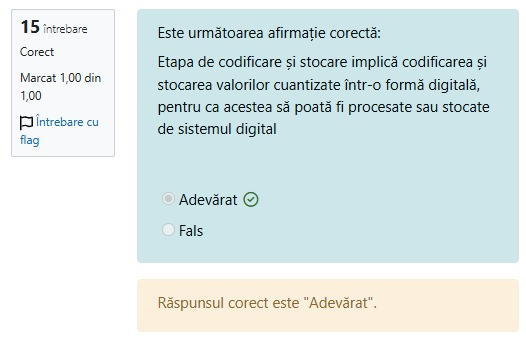 15 întrebare
Corect
Marcat 1,00 din
1,00
Întrebare cu
flag
Este următoarea afirmație corectă:
Etapa de codificare și stocare implică codificarea și
stocarea valorilor cuantizate într-o formă digitală,
pentru ca acestea să poată fi procesate sau stocate
de sistemul digital
Adevărat
Fals
Răspunsul corect este "Adevărat".